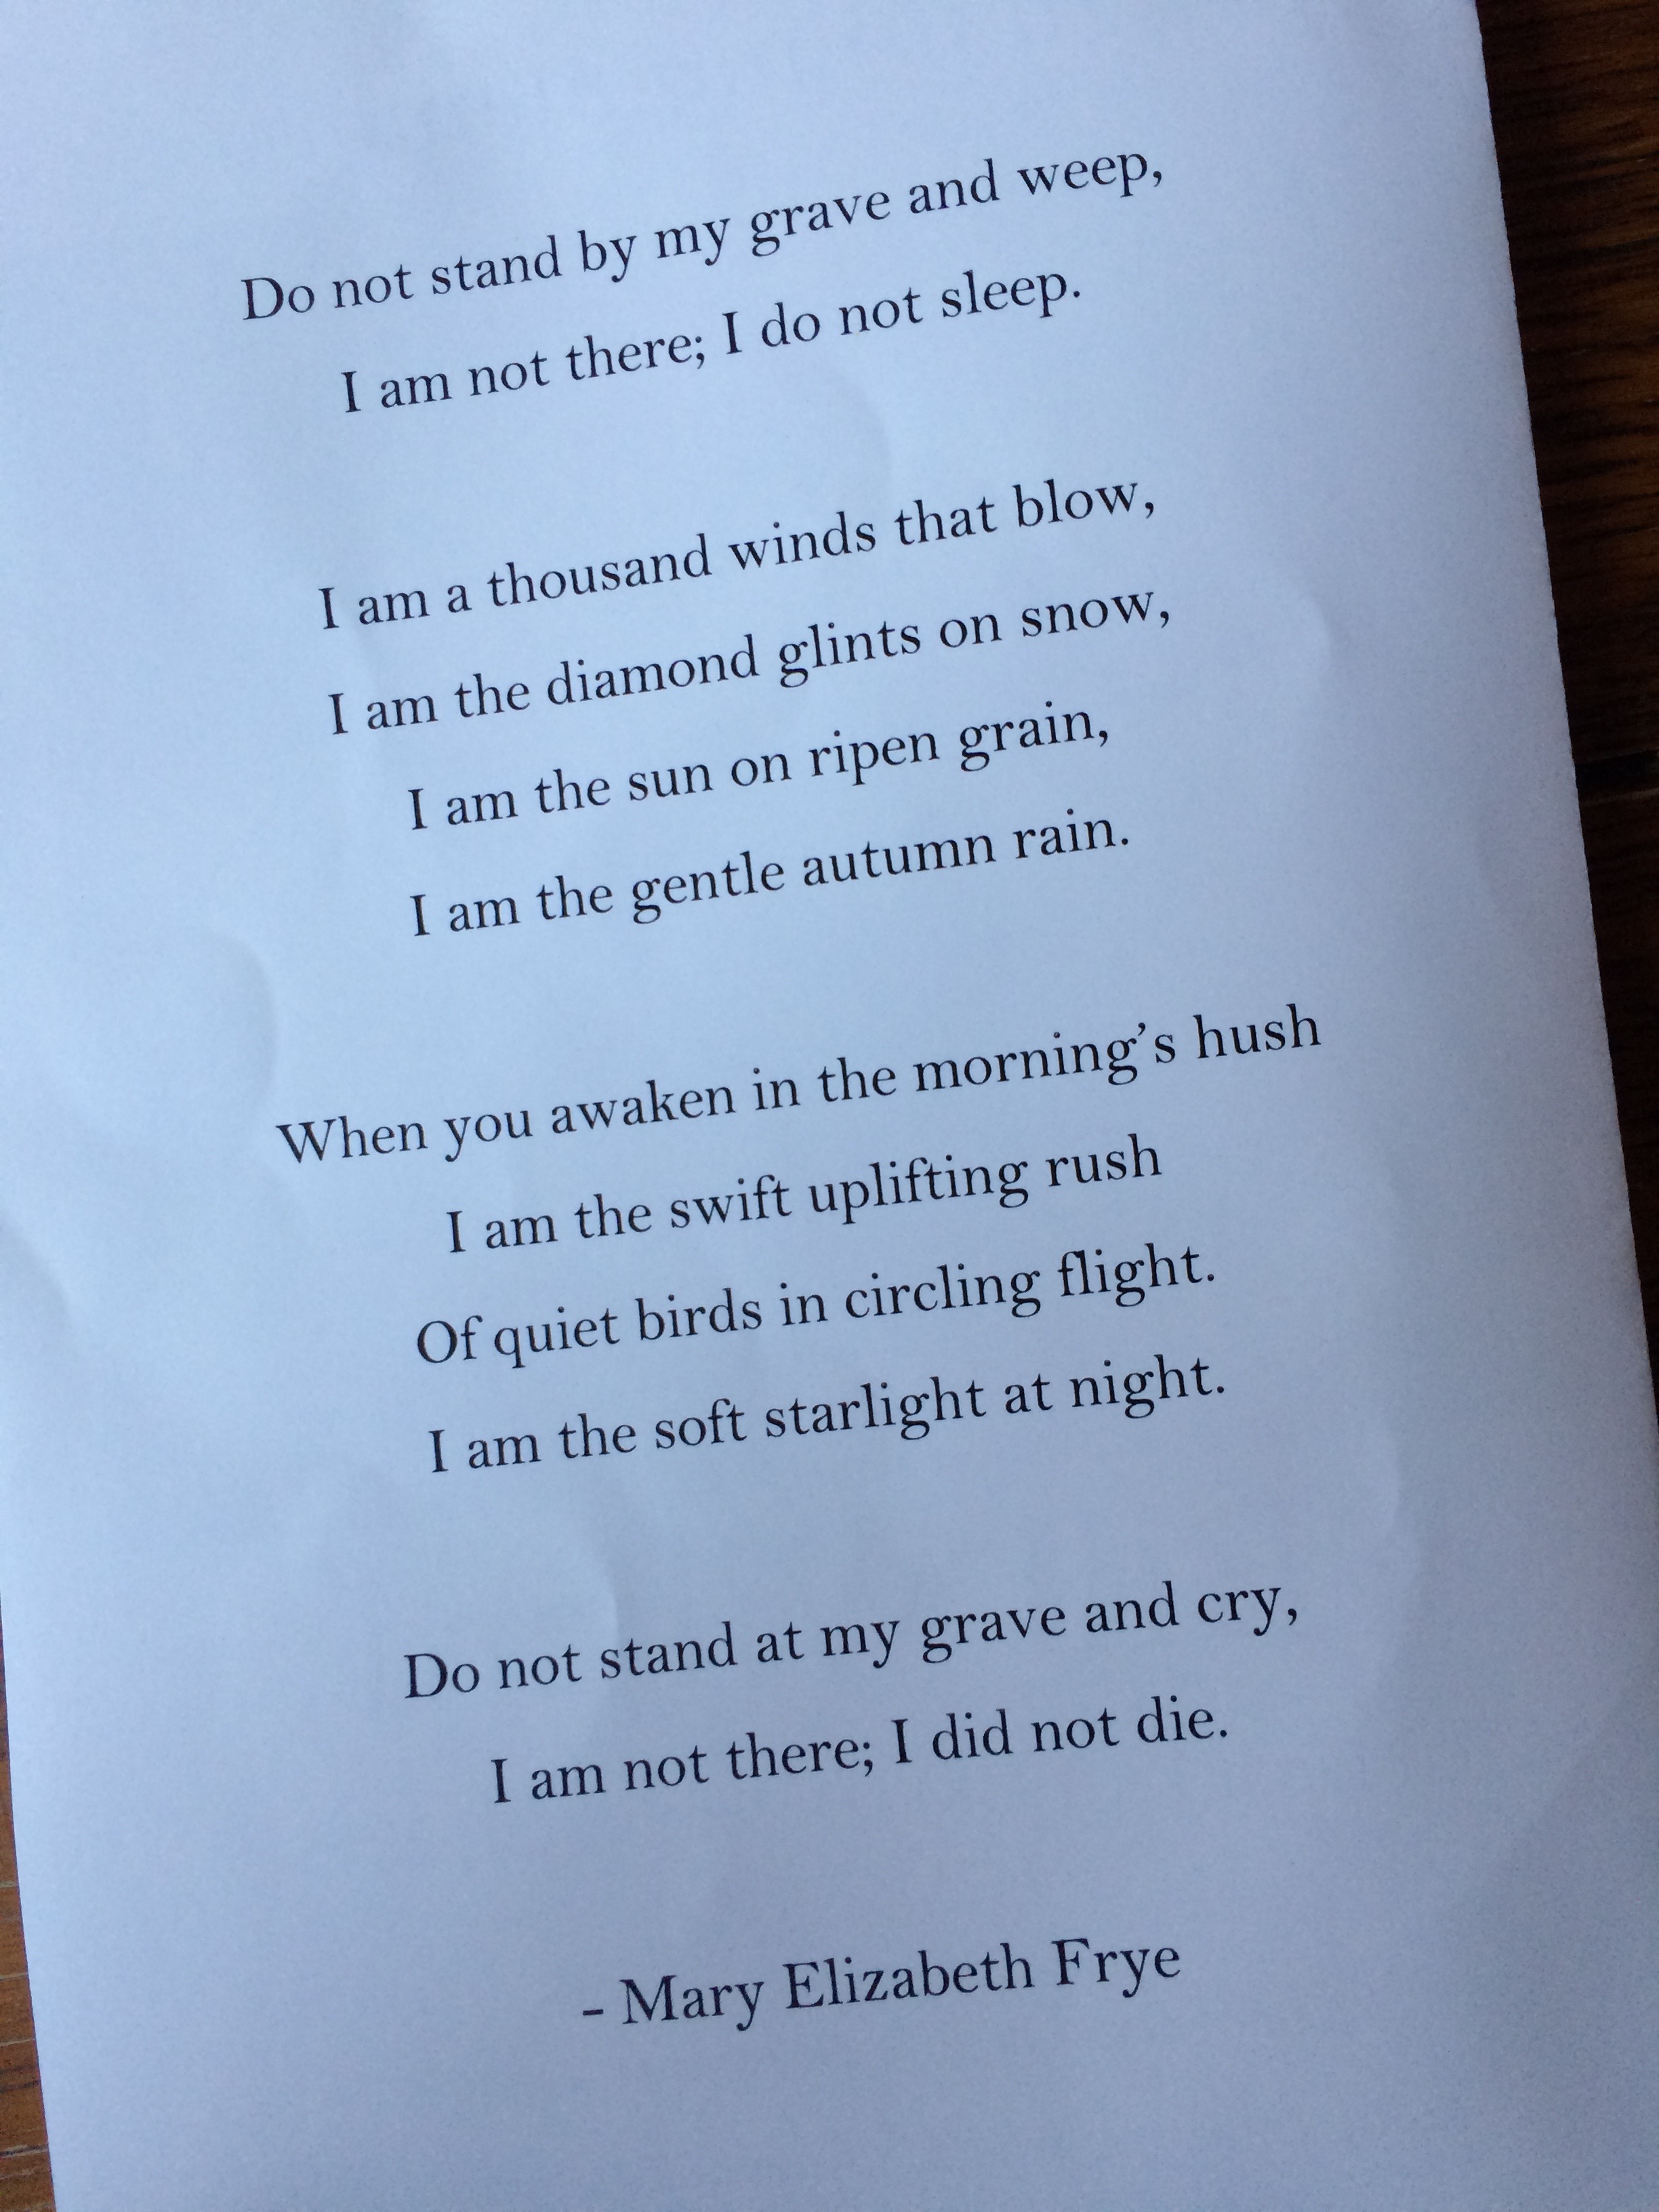 Do not stand by my grave and weep,
I am not there; I do not sleep.
I am a thousand winds that blow,
I am the diamond glints on snow,
I am the sun on ripen grain,
I am the gentle autumn rain.
When you awaken in the morning’s hush
I am the swift uplifting rush
Of quiet birds in circling flight.
I am the soft starlight at night.
Do not stand at my grave and cry,
I am not there; I did not die.
- Mary Elizabeth Frye